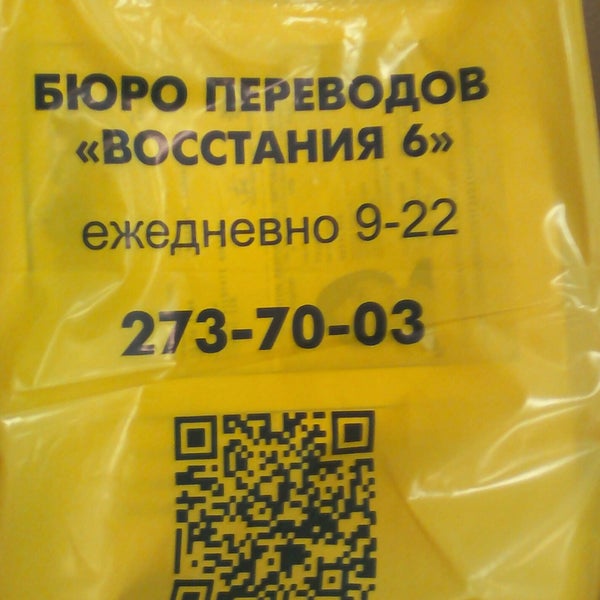 БЮРО ПЕРЕВОДОВ
«ВОССТАНИЯ 6»
ежедневно 9-22
273-70-03